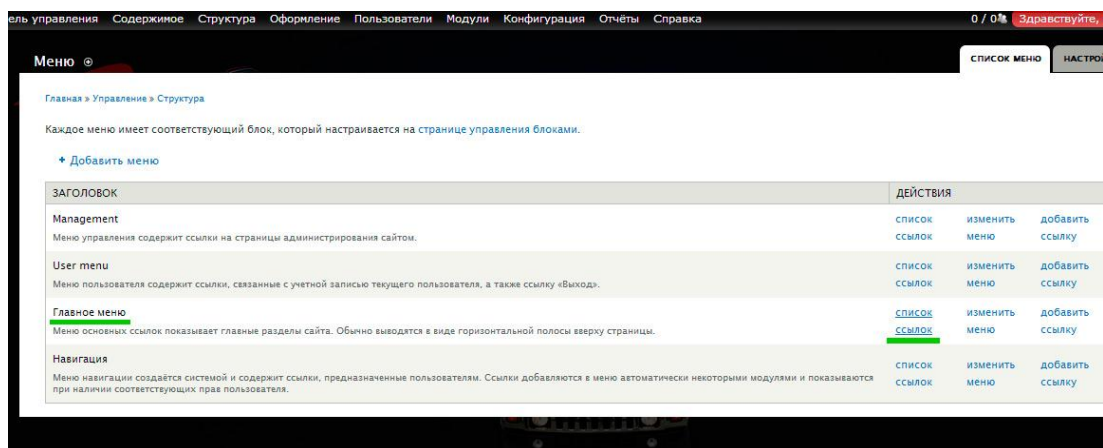 ель управления Содержимое Структура Оформление Пользователи Модули Конфигурация Отчёты Справка 0 / 0 Здравствуйте,
Меню СПИСОК МЕНЮ НАСТРОЙ
Главная » Управление » Структура
Каждое меню имеет соответствующий блок, который настраивается на странице управления блоками.
+ Добавить меню
ЗАГОЛОВОК ДЕЙСТВИЯ
Management список ссылок изменить меню добавить ссылку
Меню управления содержит ссылки на страницы администрирования сайтом.
User menu список ссылок изменить меню добавить ссылку
Меню пользователя содержит ссылки, связанные с учетной записью текущего пользователя, а также ссылку «Выход».
Главное меню список ссылок изменить меню добавить ссылку
Меню основных ссылок показывает главные разделы сайта. Обычно выводятся в виде горизонтальной полосы вверху страницы.
Навигация список ссылок изменить меню добавить ссылку
Меню навигации создаётся системой и содержит ссылки, предназначенные пользователям. Ссылки добавляются в меню автоматически некоторыми модулями и показываются
при наличии соответствующих прав пользователя.